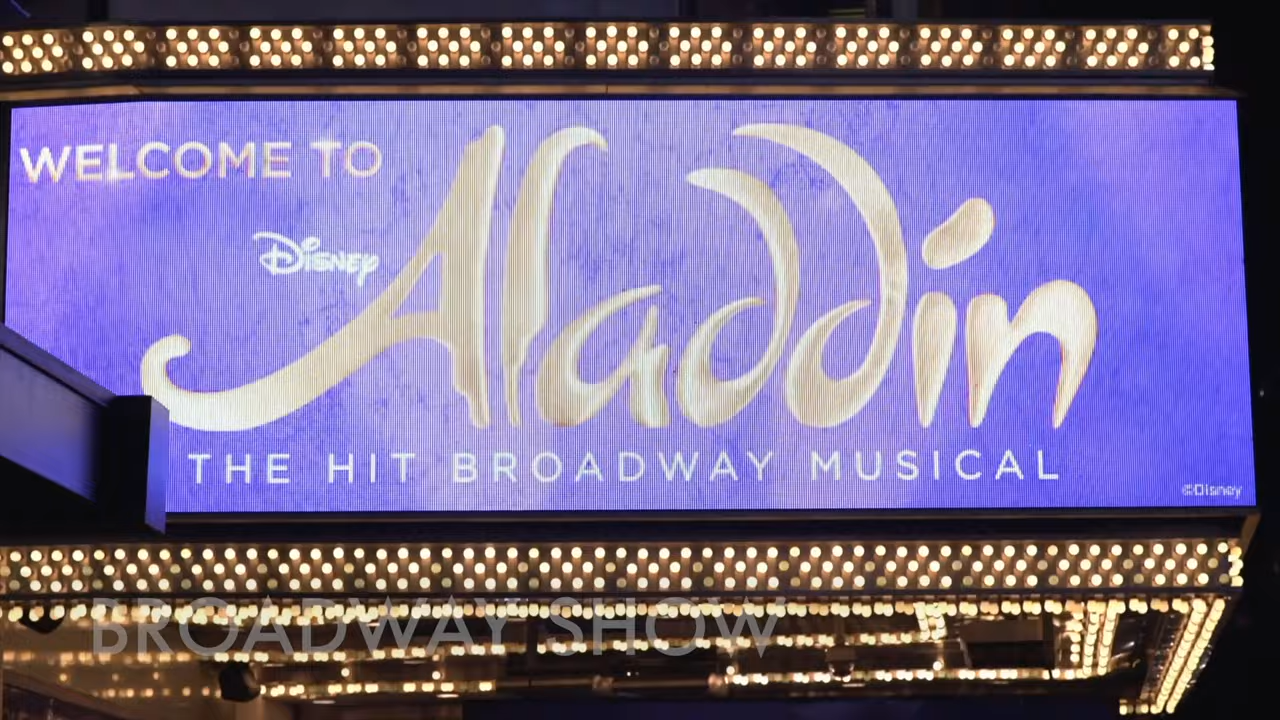 WELCOME TO
Disney
Aladdin
THE HIT BROADWAY MUSICAL
©Disney
BROADWAY SHOW